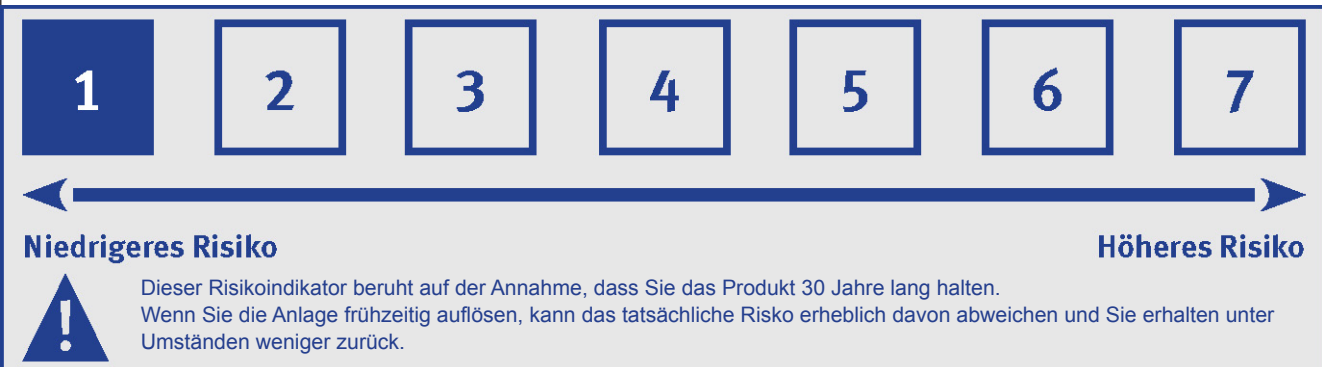 1 2 3 4 5 6 7
Niedrigeres Risiko Höheres Risiko
!
Dieser Risikoindikator beruht auf der Annahme, dass Sie das Produkt 30 Jahre lang halten.
Wenn Sie die Anlage frühzeitig auflösen, kann das tatsächliche Risko erheblich davon abweichen und Sie erhalten unter
Umständen weniger zurück.